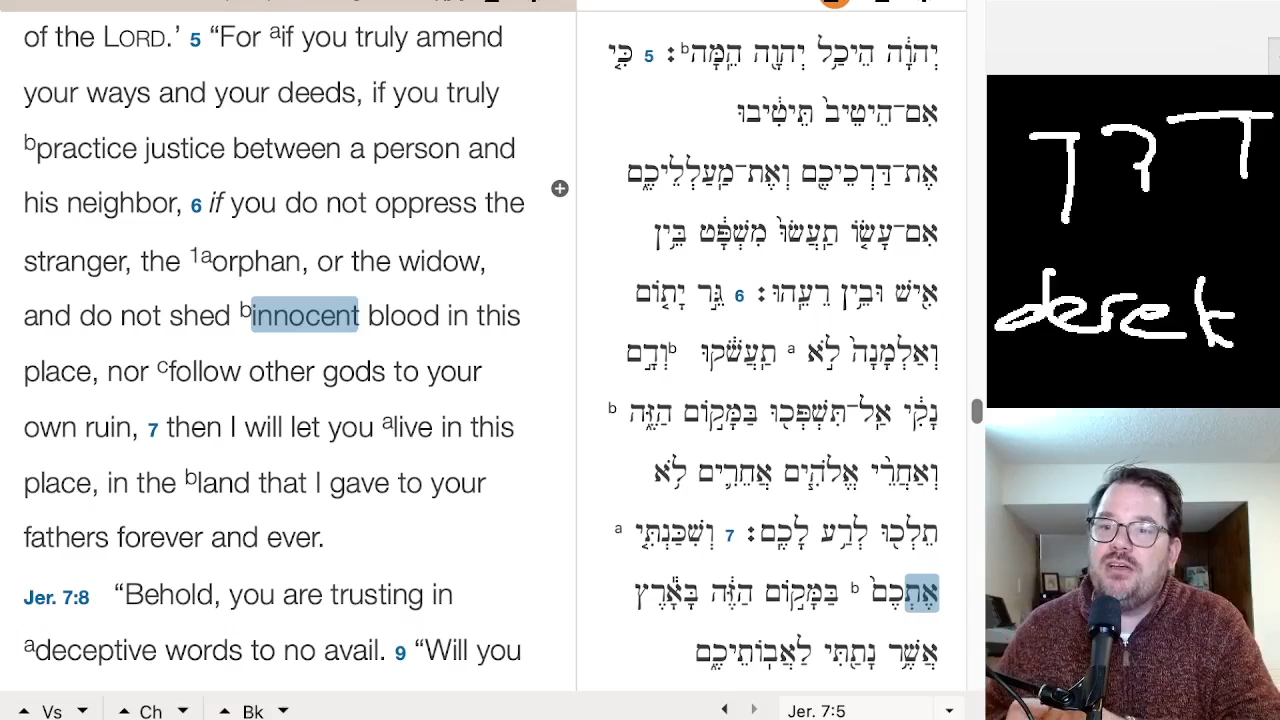 of the LORD.’ 5 “For aif you truly amend
your ways and your deeds, if you truly
bpractice justice between a person and
his neighbor, 6 if you do not oppress the
stranger, the 1aorphan, or the widow,
and do not shed binnocent blood in this
place, nor cfollow other gods to your
own ruin, 7 then I will let you alive in this
place, in the bland that I gave to your
fathers forever and ever.
Jer. 7:8 “Behold, you are trusting in
adeceptive words to no avail. 9 “Will you
יְהוָ֔ה הֵיכַ֥ל יְהוָ֖ה הֵֽמָּה b׃ 5 כִּ֤י
אִם־הֵיטֵיב֙ תֵּיטִ֔יבוּ
אֶת־דַּרְכֵיכֶ֖ם וְאֶת־מַֽעַלְלֵיכֶ֑ם
אִם־עָשׂ֤וֹ תַֽעֲשׂוּ֙ מִשְׁפָּ֔ט בֵּ֥ין
אִ֖ישׁ וּבֵ֥ין רֵעֵֽהוּ׃ 6 גֵּ֣ר יָת֤וֹם
וְאַלְמָנָה֙ לֹ֣א a תַֽעֲשֹׁ֔קוּ b וְדָ֣ם
נָקִ֔י אַֽל־תִּשְׁפְּכ֖וּ בַּמָּק֣וֹם הַזֶּ֑ה b
וְאַחֲרֵ֨י אֱלֹהִ֧ים אֲחֵרִ֛ים לֹ֥א
תֵלְכ֖וּ לְרַ֥ע לָכֶֽם׃ 7 וְשִׁכַּנְתִּ֤י a
אֶתְכֶם֙ b בַּמָּק֣וֹם הַזֶּ֔ה בָּאָ֕רֶץ
אֲשֶׁ֥ר נָתַ֖תִּי לַאֲבֽוֹתֵיכֶ֑ם
דרך
derek
Vs Ch Bk Jer. 7:5